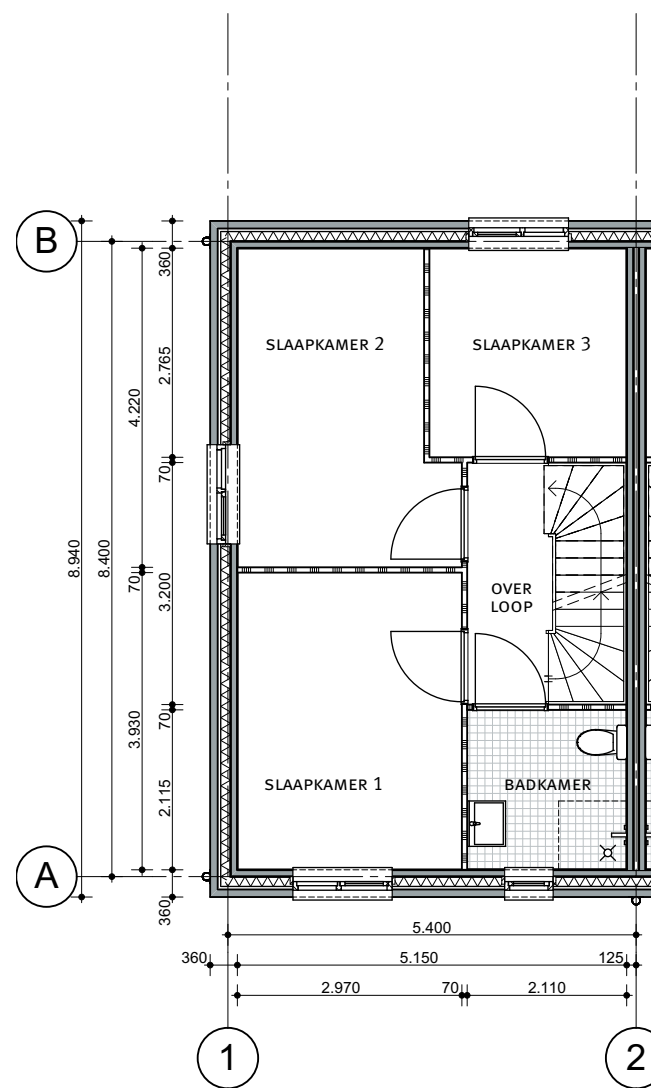 B
360
SLAAPKAMER 2
SLAAPKAMER 3
2.765
4.220
70
8.940
8.400
70
3.200
OVER
LOOP
70
3.930
SLAAPKAMER 1
BADKAMER
2.115
A
360
5.400
360
5.150
125
2.970
70
2.110
1
2